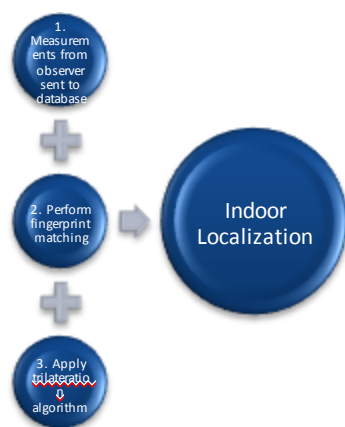 1.
Measurem
ents from
observer
sent to
database
2. Perform
fingerprint
matching
Indoor
Localization
3. Apply
trilateratio
n
algorithm